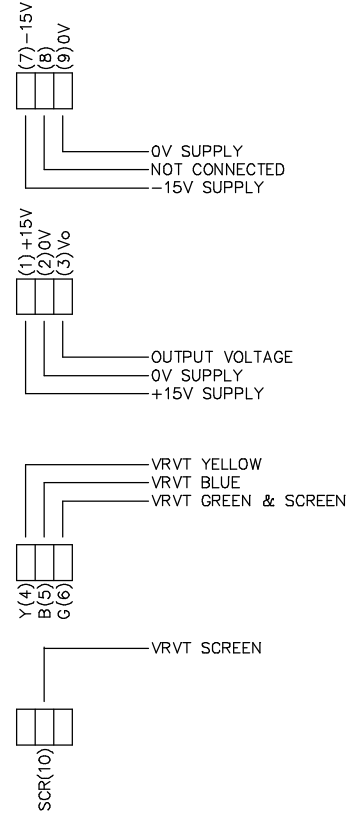 (7)-15V
(8)
(9)0V
0V SUPPLY
NOT CONNECTED
-15V SUPPLY
(1)+15V
(2)0V
(3)Vo
OUTPUT VOLTAGE
0V SUPPLY
+15V SUPPLY
VRVT YELLOW
VRVT BLUE
VRVT GREEN & SCREEN
Y(4)
B(5)
G(6)
VRVT SCREEN
SCR(10)